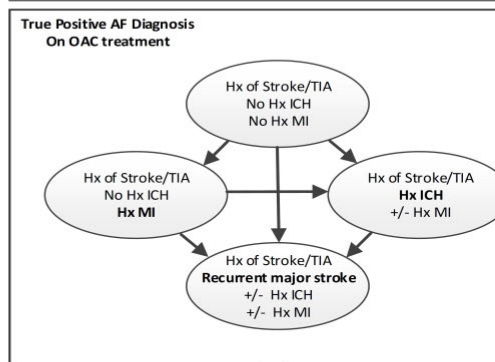 True Positive AF Diagnosis
On OAC treatment
Hx of Stroke/TIA
No Hx ICH
No Hx MI
Hx of Stroke/TIA
No Hx ICH
Hx MI
Hx of Stroke/TIA
Hx ICH
+/- Hx MI
Hx of Stroke/TIA
Recurrent major stroke
+/- Hx ICH
+/- Hx MI